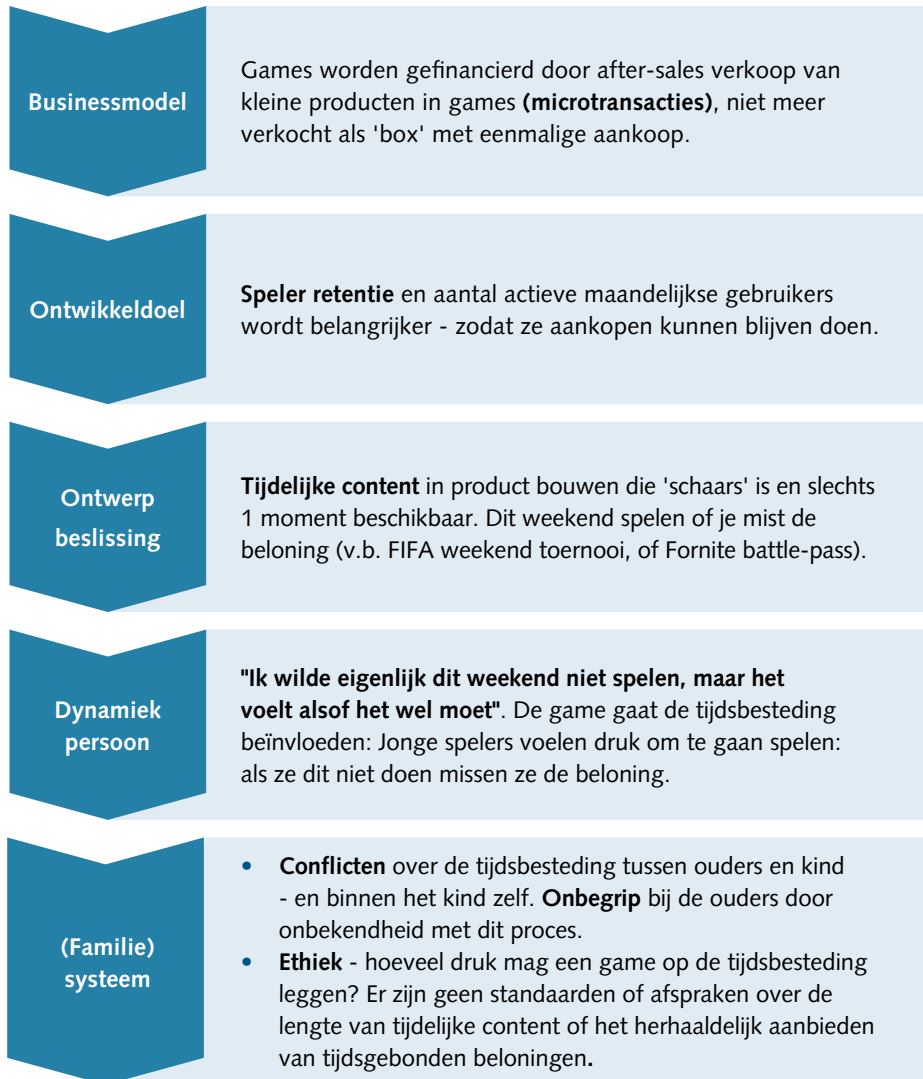 Businessmodel
Games worden gefinancierd door after-sales verkoop van
kleine producten in games (microtransacties), niet meer
verkocht als 'box' met eenmalige aankoop.
Ontwikkeldoel
Speler retentie en aantal actieve maandelijkse gebruikers
wordt belangrijker - zodat ze aankopen kunnen blijven doen.
Ontwerp
beslissing
Tijdelijke content in product bouwen die 'schaars' is en slechts
1 moment beschikbaar. Dit weekend spelen of je mist de
beloning (v.b. FIFA weekend toernooi, of Fornite battle-pass).
Dynamiek
persoon
"Ik wilde eigenlijk dit weekend niet spelen, maar het
voelt alsof het wel moet". De game gaat de tijdsbesteding
beïnvloeden: Jonge spelers voelen druk om te gaan spelen:
als ze dit niet doen missen ze de beloning.
(Familie)
systeem
• Conflicten over de tijdsbesteding tussen ouders en kind
- en binnen het kind zelf. Onbegrip bij de ouders door
onbekendheid met dit proces.
• Ethiek - hoeveel druk mag een game op de tijdsbesteding
leggen? Er zijn geen standaarden of afspraken over de
lengte van tijdelijke content of het herhaaldelijk aanbieden
van tijdsgebonden beloningen.